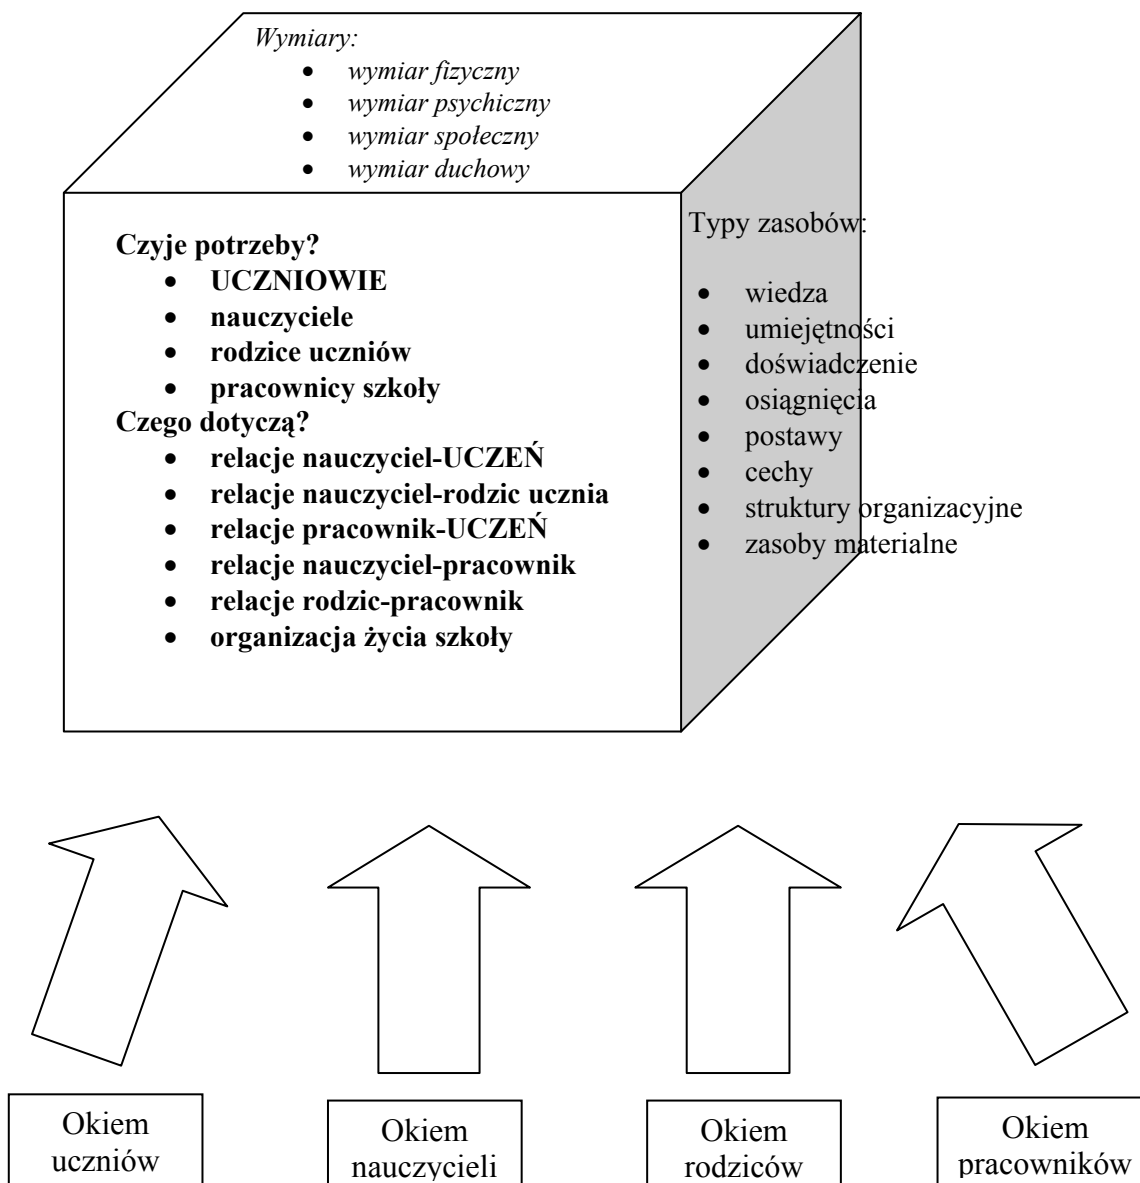 Wymiary:
• wymiar fizyczny
• wymiar psychiczny
• wymiar społeczny
• wymiar duchowy
Czyje potrzeby?
• UCZNIOWIE
• nauczyciele
• rodzice uczniów
• pracownicy szkoły
Czego dotyczą?
• relacje nauczyciel-UCZEŃ
• relacje nauczyciel-rodzic ucznia
• relacje pracownik-UCZEŃ
• relacje nauczyciel-pracownik
• relacje rodzic-pracownik
• organizacja życia szkoły
Typy zasobów:
• wiedza
• umiejętności
• doświadczenie
• osiągnięcia
• postawy
• cechy
• struktury organizacyjne
• zasoby materialne
Okiem
uczniów
Okiem
nauczycieli
Okiem
rodziców
Okiem
pracowników